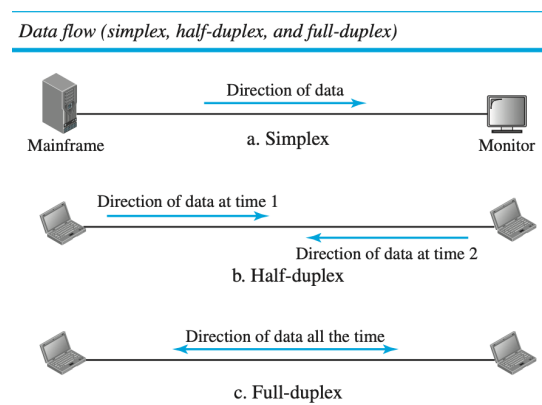 Data flow (simplex, half-duplex, and full-duplex)
Direction of data
Mainframe
a. Simplex
Monitor
Direction of data at time 1
Direction of data at time 2
b. Half-duplex
Direction of data all the time
c. Full-duplex